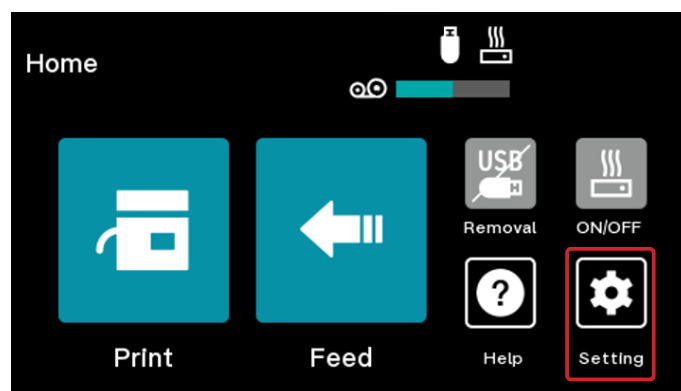 Home
USB
Removal
ON/OFF
?
Print
Feed
Help
Setting